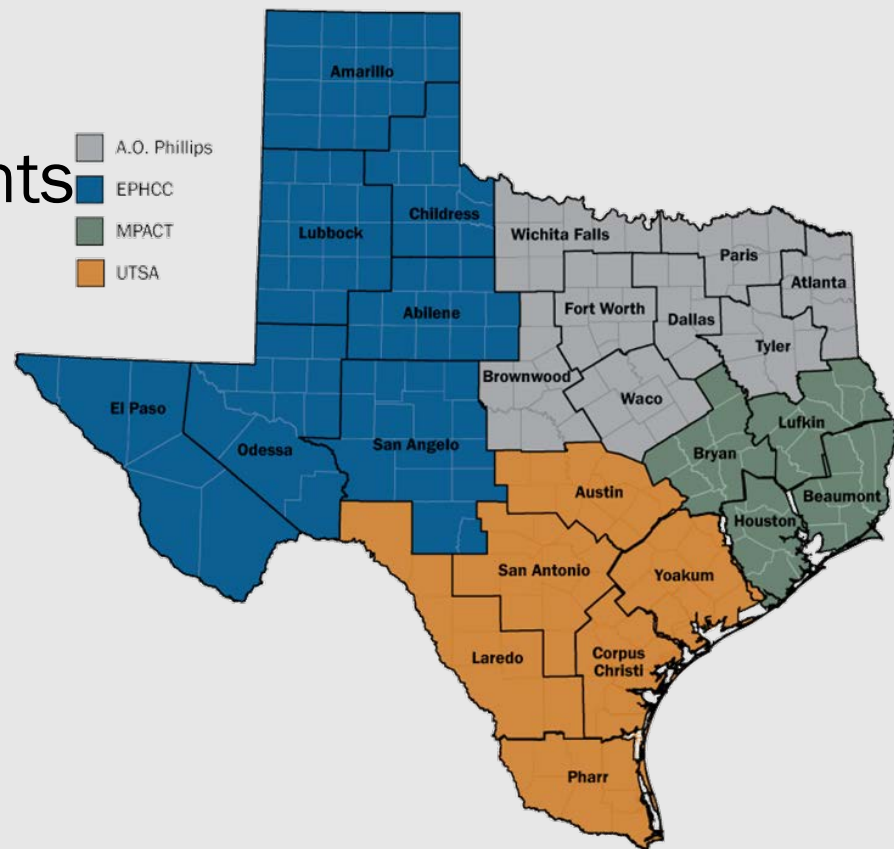 nts
A.O. Phillips
EPHCC
MPACT
UTSA
Amarillo
Lubbock
Childress
Wichita Falls
Paris
Atlanta
Abilene
Fort Worth
Dallas
Tyler
Brownwood
Waco
El Paso
Odessa
San Angelo
Bryan
Lufkin
Beaumont
Houston
Austin
San Antonio
Yoakum
Laredo
Corpus
Christi
Pharr